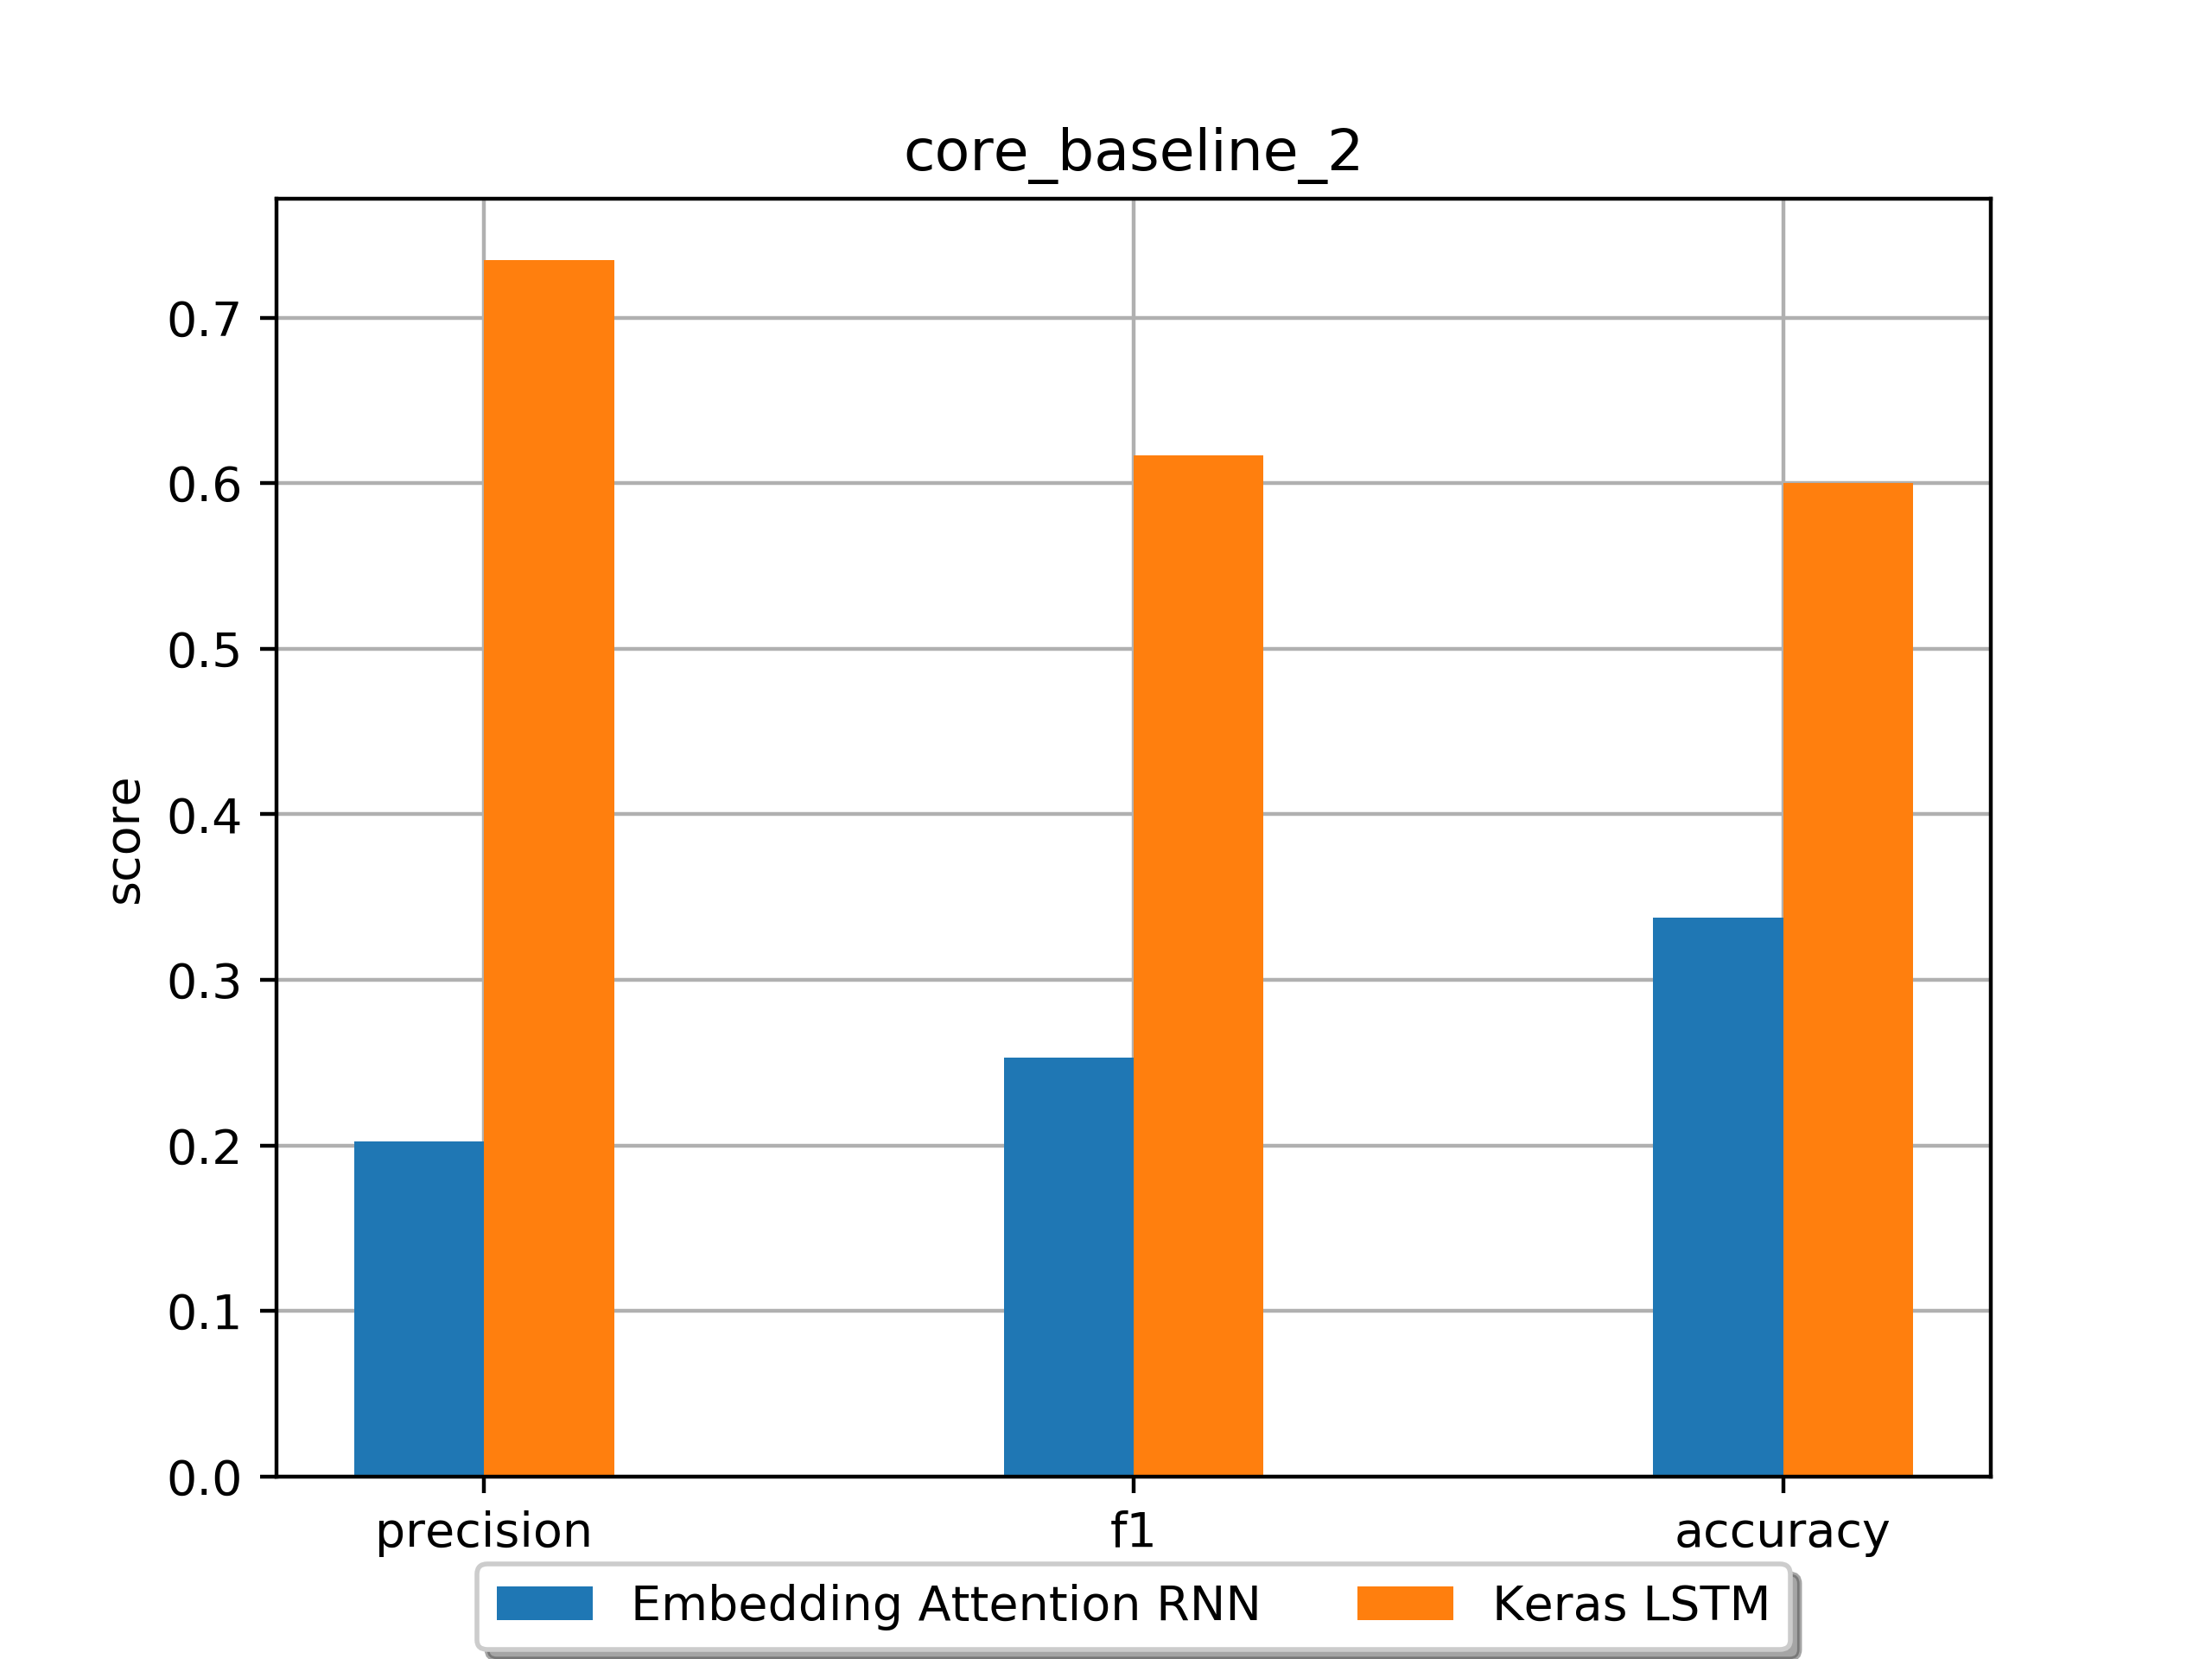 core_baseline_2
score
0.7
0.6
0.5
0.4
0.3
0.2
0.1
0.0
precision f1 accuracy
Embedding Attention RNN Keras LSTM